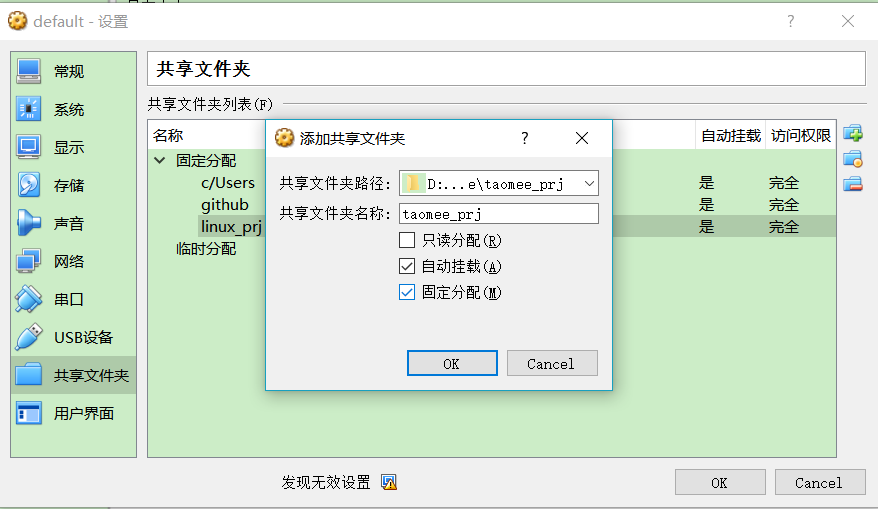 default - 设置
常规
系统
显示
存储
声音
网络
串口
USB设备
共享文件夹
用户界面
共享文件夹
共享文件夹列表(F)
名称
自动挂载 访问权限
固定分配
c/Users 是 完全
github 是 完全
linux_prj 是 完全
临时分配
添加共享文件夹
共享文件夹路径: D:...e\taomee_prj
共享文件夹名称: taomee_prj
只读分配(R)
自动挂载(A)
固定分配(M)
OK Cancel
发现无效设置
OK Cancel